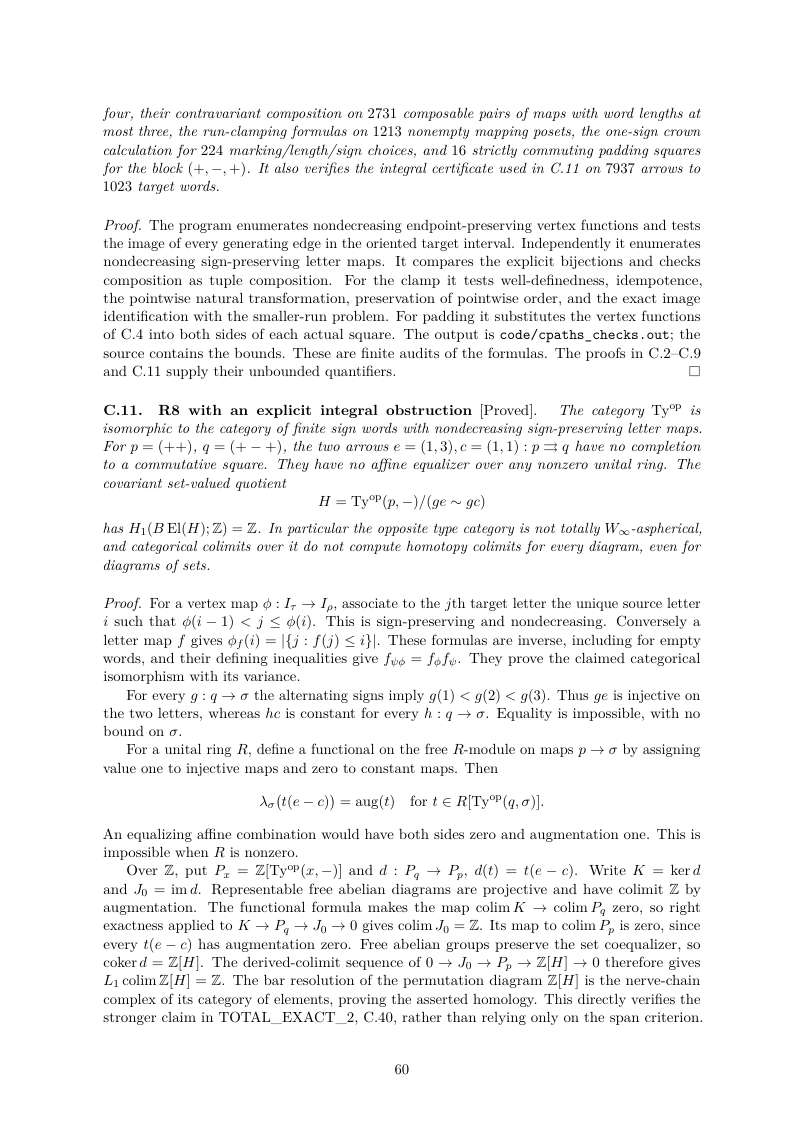 four, their contravariant composition on 2731 composable pairs of maps with word lengths at
most three, the run-clamping formulas on 1213 nonempty mapping posets, the one-sign crown
calculation for 224 marking/length/sign choices, and 16 strictly commuting padding squares
for the block (+, −, +). It also verifies the integral certificate used in C.11 on 7937 arrows to
1023 target words.
Proof. The program enumerates nondecreasing endpoint-preserving vertex functions and tests
the image of every generating edge in the oriented target interval. Independently it enumerates
nondecreasing sign-preserving letter maps. It compares the explicit bijections and checks
composition as tuple composition. For the clamp it tests well-definedness, idempotence,
the pointwise natural transformation, preservation of pointwise order, and the exact image
identification with the smaller-run problem. For padding it substitutes the vertex functions
of C.4 into both sides of each actual square. The output is code/cpaths_checks.out; the
source contains the bounds. These are finite audits of the formulas. The proofs in C.2–C.9
and C.11 supply their unbounded quantifiers. □
C.11. R8 with an explicit integral obstruction [Proved]. The category Ty^op is
isomorphic to the category of finite sign words with nondecreasing sign-preserving letter maps.
For p = (++), q = (+ − +), the two arrows e = (1, 3), c = (1, 1) : p ⇉ q have no completion
to a commutative square. They have no affine equalizer over any nonzero unital ring. The
covariant set-valued quotient
H = Ty^op(p, −)/(ge ∼ gc)
has H₁(B El(H); ℤ) = ℤ. In particular the opposite type category is not totally W∞-aspherical,
and categorical colimits over it do not compute homotopy colimits for every diagram, even for
diagrams of sets.
Proof. For a vertex map ϕ : I_τ → I_ρ, associate to the jth target letter the unique source letter
i such that ϕ(i − 1) < j ≤ ϕ(i). This is sign-preserving and nondecreasing. Conversely a
letter map f gives ϕ_f(i) = |{j : f(j) ≤ i}|. These formulas are inverse, including for empty
words, and their defining inequalities give f_ψϕ = f_ϕ f_ψ. They prove the claimed categorical
isomorphism with its variance.
For every g : q → σ the alternating signs imply g(1) < g(2) < g(3). Thus ge is injective on
the two letters, whereas hc is constant for every h : q → σ. Equality is impossible, with no
bound on σ.
For a unital ring R, define a functional on the free R-module on maps p → σ by assigning
value one to injective maps and zero to constant maps. Then
λ_σ(t(e − c)) = aug(t) for t ∈ R[Ty^op(q, σ)].
An equalizing affine combination would have both sides zero and augmentation one. This is
impossible when R is nonzero.
Over ℤ, put P_x = ℤ[Ty^op(x, −)] and d : P_q → P_p, d(t) = t(e − c). Write K = ker d
and J₀ = im d. Representable free abelian diagrams are projective and have colimit ℤ by
augmentation. The functional formula makes the map colim K → colim P_q zero, so right
exactness applied to K → P_q → J₀ → 0 gives colim J₀ = ℤ. Its map to colim P_p is zero, since
every t(e − c) has augmentation zero. Free abelian groups preserve the set coequalizer, so
coker d = ℤ[H]. The derived-colimit sequence of 0 → J₀ → P_p → ℤ[H] → 0 therefore gives
L₁ colim ℤ[H] = ℤ. The bar resolution of the permutation diagram ℤ[H] is the nerve-chain
complex of its category of elements, proving the asserted homology. This directly verifies the
stronger claim in TOTAL_EXACT_2, C.40, rather than relying only on the span criterion.
60